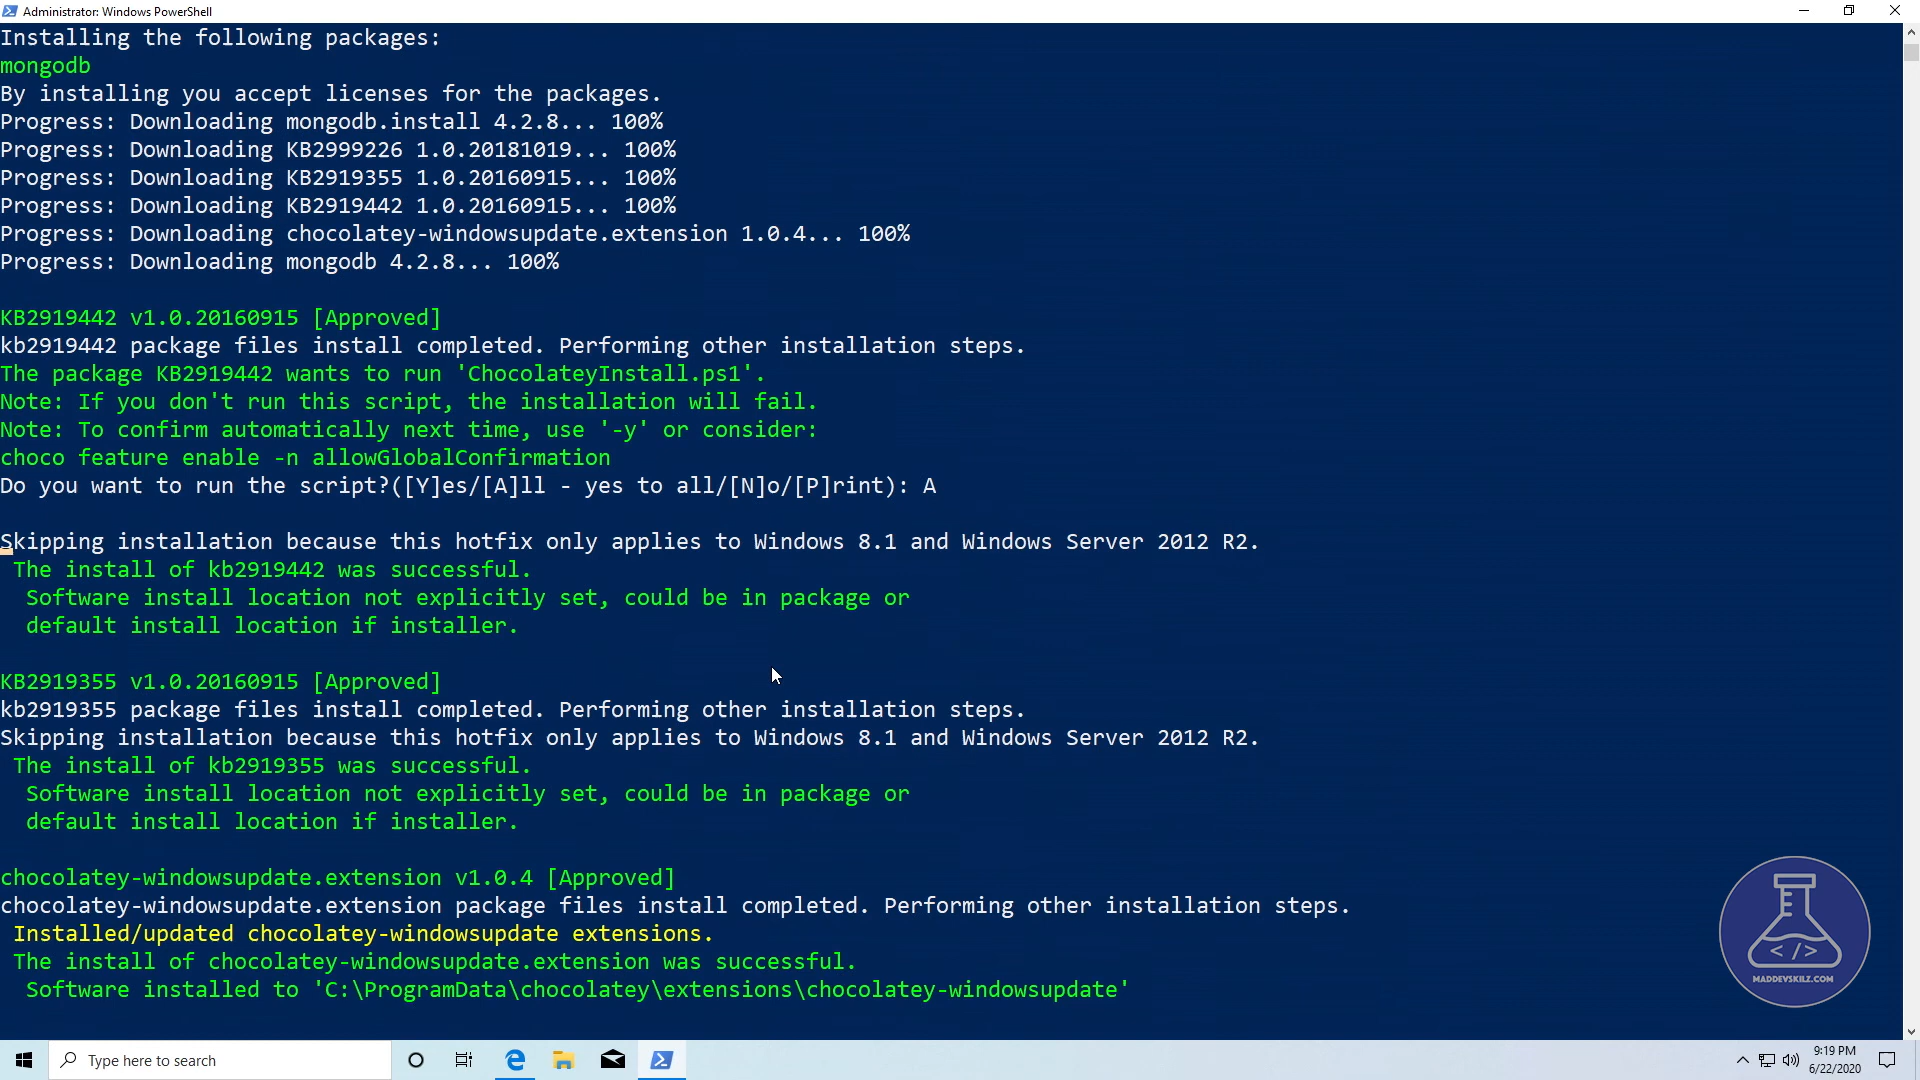 Administrator: Windows PowerShell
Installing the following packages:
mongodb
By installing you accept licenses for the packages.
Progress: Downloading mongodb.install 4.2.8... 100%
Progress: Downloading KB2999226 1.0.20181019... 100%
Progress: Downloading KB2919355 1.0.20160915... 100%
Progress: Downloading KB2919442 1.0.20160915... 100%
Progress: Downloading chocolatey-windowsupdate.extension 1.0.4... 100%
Progress: Downloading mongodb 4.2.8... 100%
KB2919442 v1.0.20160915 [Approved]
kb2919442 package files install completed. Performing other installation steps.
The package KB2919442 wants to run 'ChocolateyInstall.ps1'.
Note: If you don't run this script, the installation will fail.
Note: To confirm automatically next time, use '-y' or consider:
choco feature enable -n allowGlobalConfirmation
Do you want to run the script?([Y]es/[A]ll - yes to all/[N]o/[P]rint): A
Skipping installation because this hotfix only applies to Windows 8.1 and Windows Server 2012 R2.
The install of kb2919442 was successful.
Software install location not explicitly set, could be in package or
default install location if installer.
KB2919355 v1.0.20160915 [Approved]
kb2919355 package files install completed. Performing other installation steps.
Skipping installation because this hotfix only applies to Windows 8.1 and Windows Server 2012 R2.
The install of kb2919355 was successful.
Software install location not explicitly set, could be in package or
default install location if installer.
chocolatey-windowsupdate.extension v1.0.4 [Approved]
chocolatey-windowsupdate.extension package files install completed. Performing other installation steps.
Installed/updated chocolatey-windowsupdate extensions.
The install of chocolatey-windowsupdate.extension was successful.
Software installed to 'C:\ProgramData\chocolatey\extensions\chocolatey-windowsupdate'
</>
MADDEVSKILZ.COM
Type here to search
9:19 PM
6/22/2020